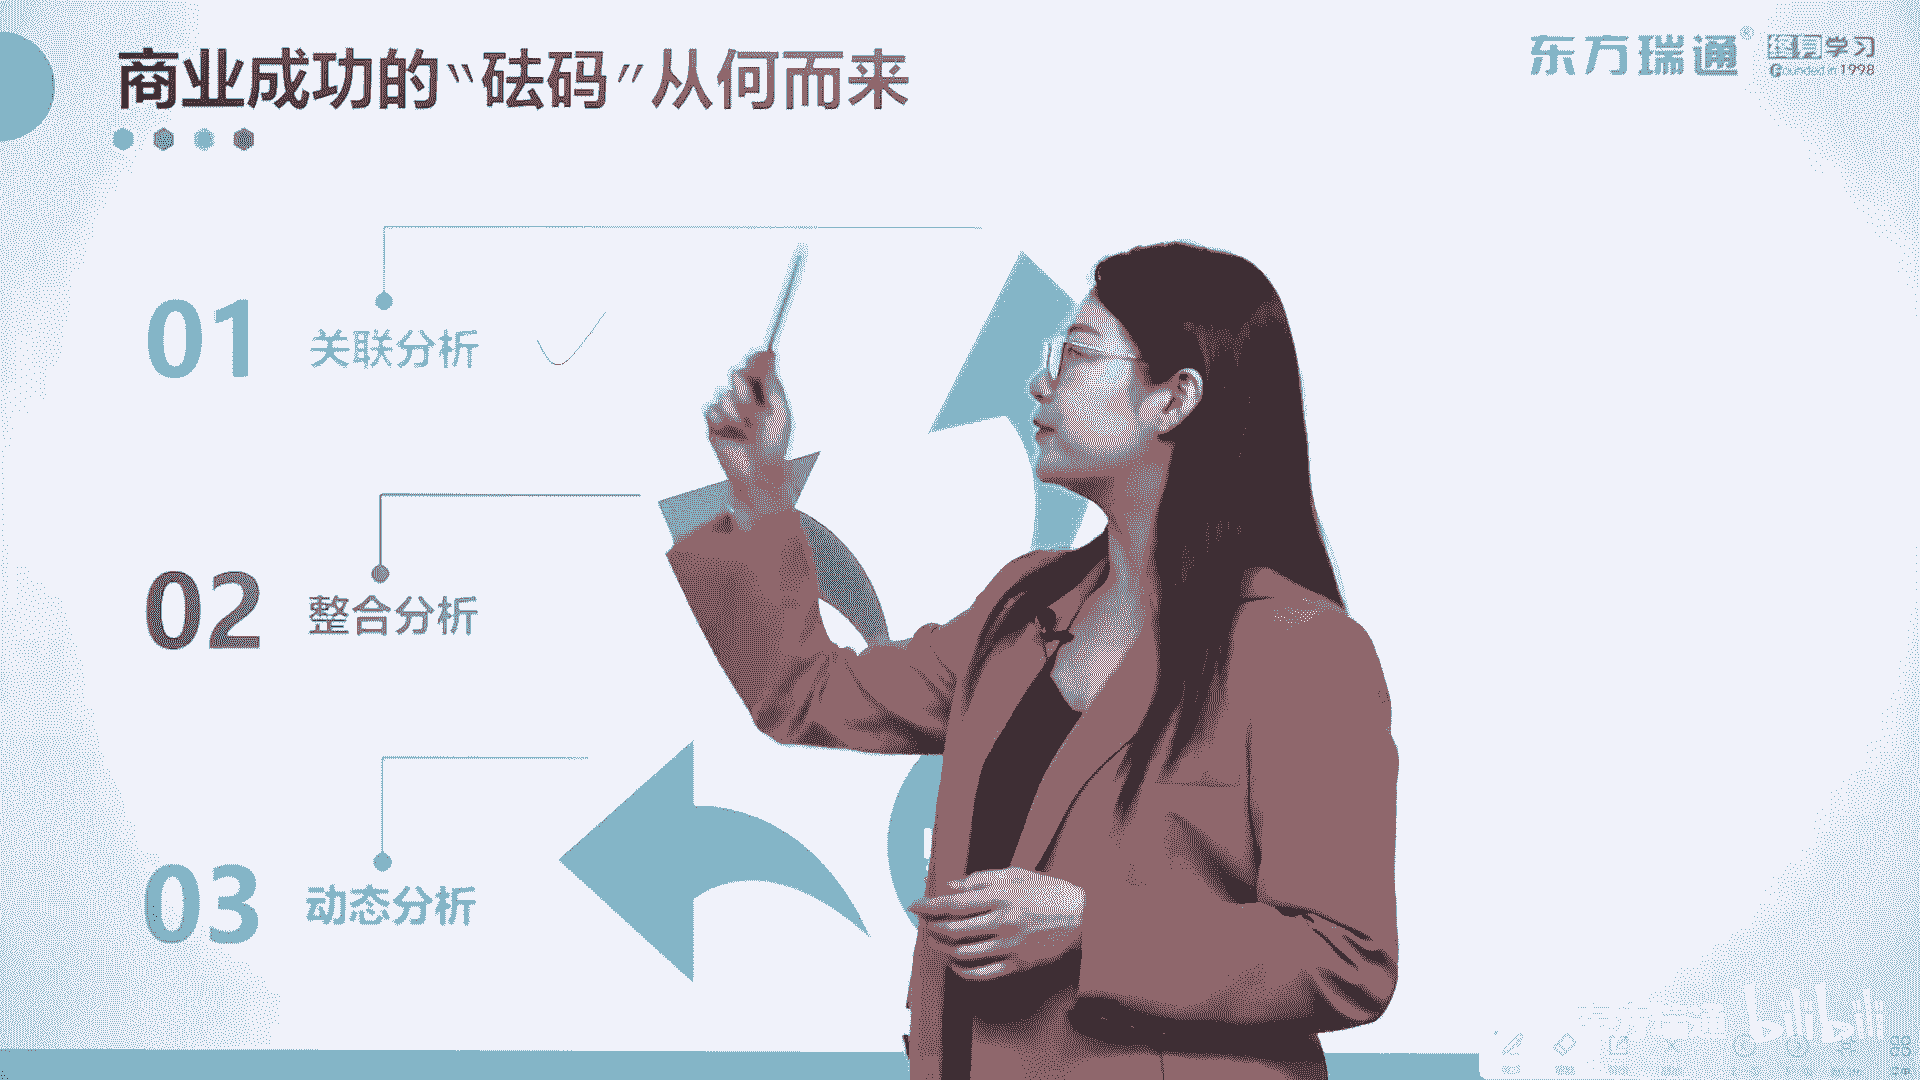 商业成功的“砝码”从何而来
东方瑞通®
终身学习
Founded in 1998
01 关联分析
02 整合分析
03 动态分析
bilibili